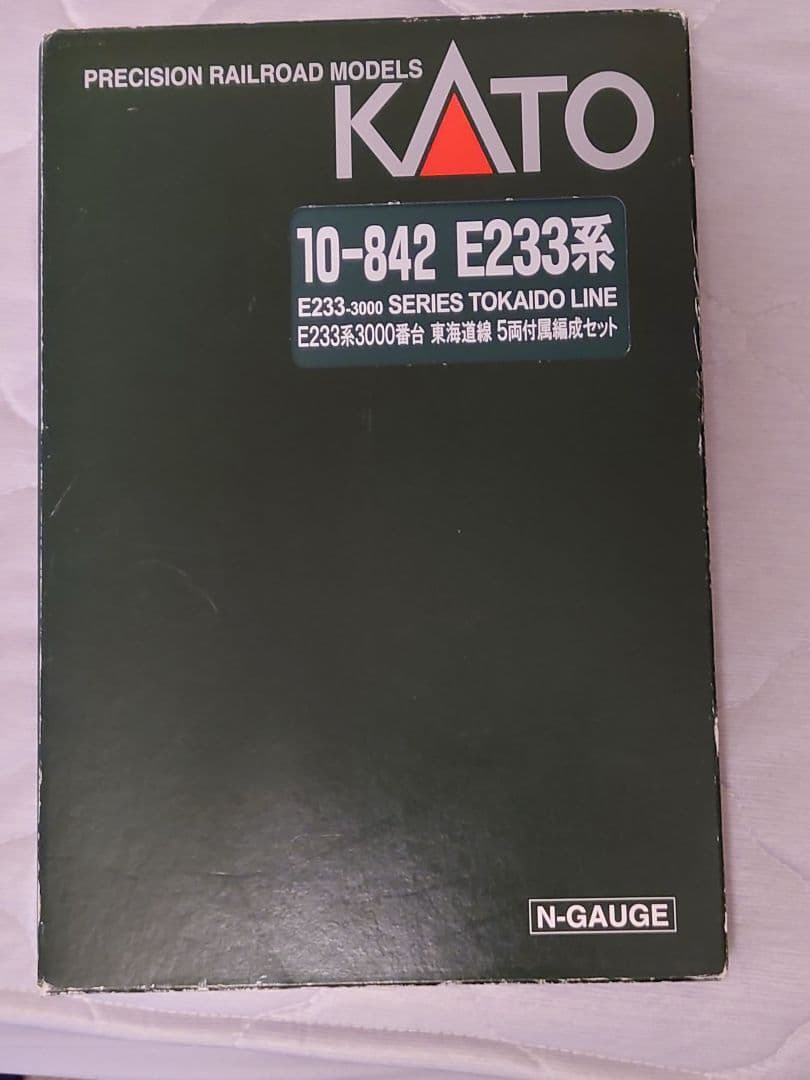 PRECISION RAILROAD MODELS
KATO
10-842 E233系
E233-3000 SERIES TOKAIDO LINE
E233系3000番台 東海道線 5両付属編成セット
N-GAUGE